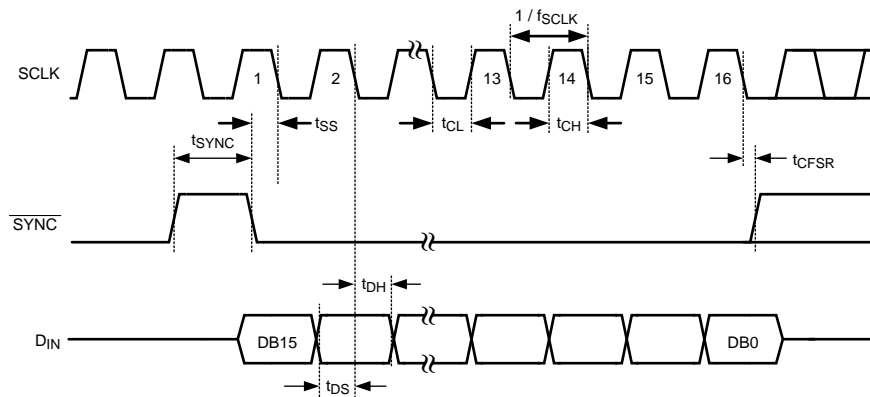 1 / fSCLK
SCLK
1 2 13 14 15 16
tSS tCL tCH
tSYNC
tCFSR
SYNC
tDH
DIN
DB15 DB0
tDS